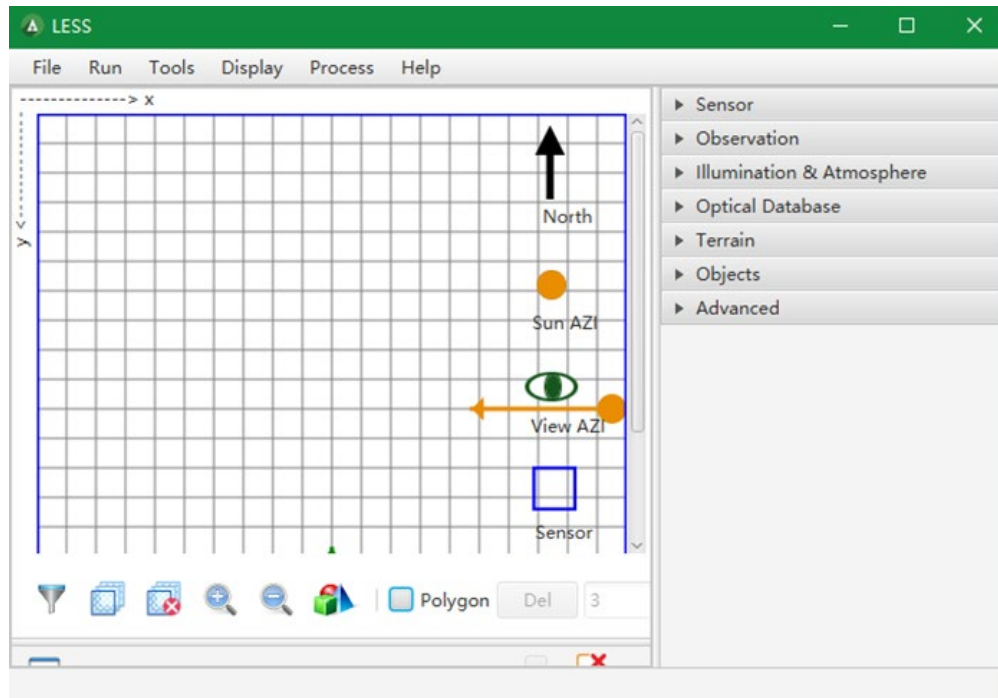 LESS
File Run Tools Display Process Help
--------------> x
y <--------
North
Sun AZI
View AZI
Sensor
Polygon Del 3
Sensor
Observation
Illumination & Atmosphere
Optical Database
Terrain
Objects
Advanced